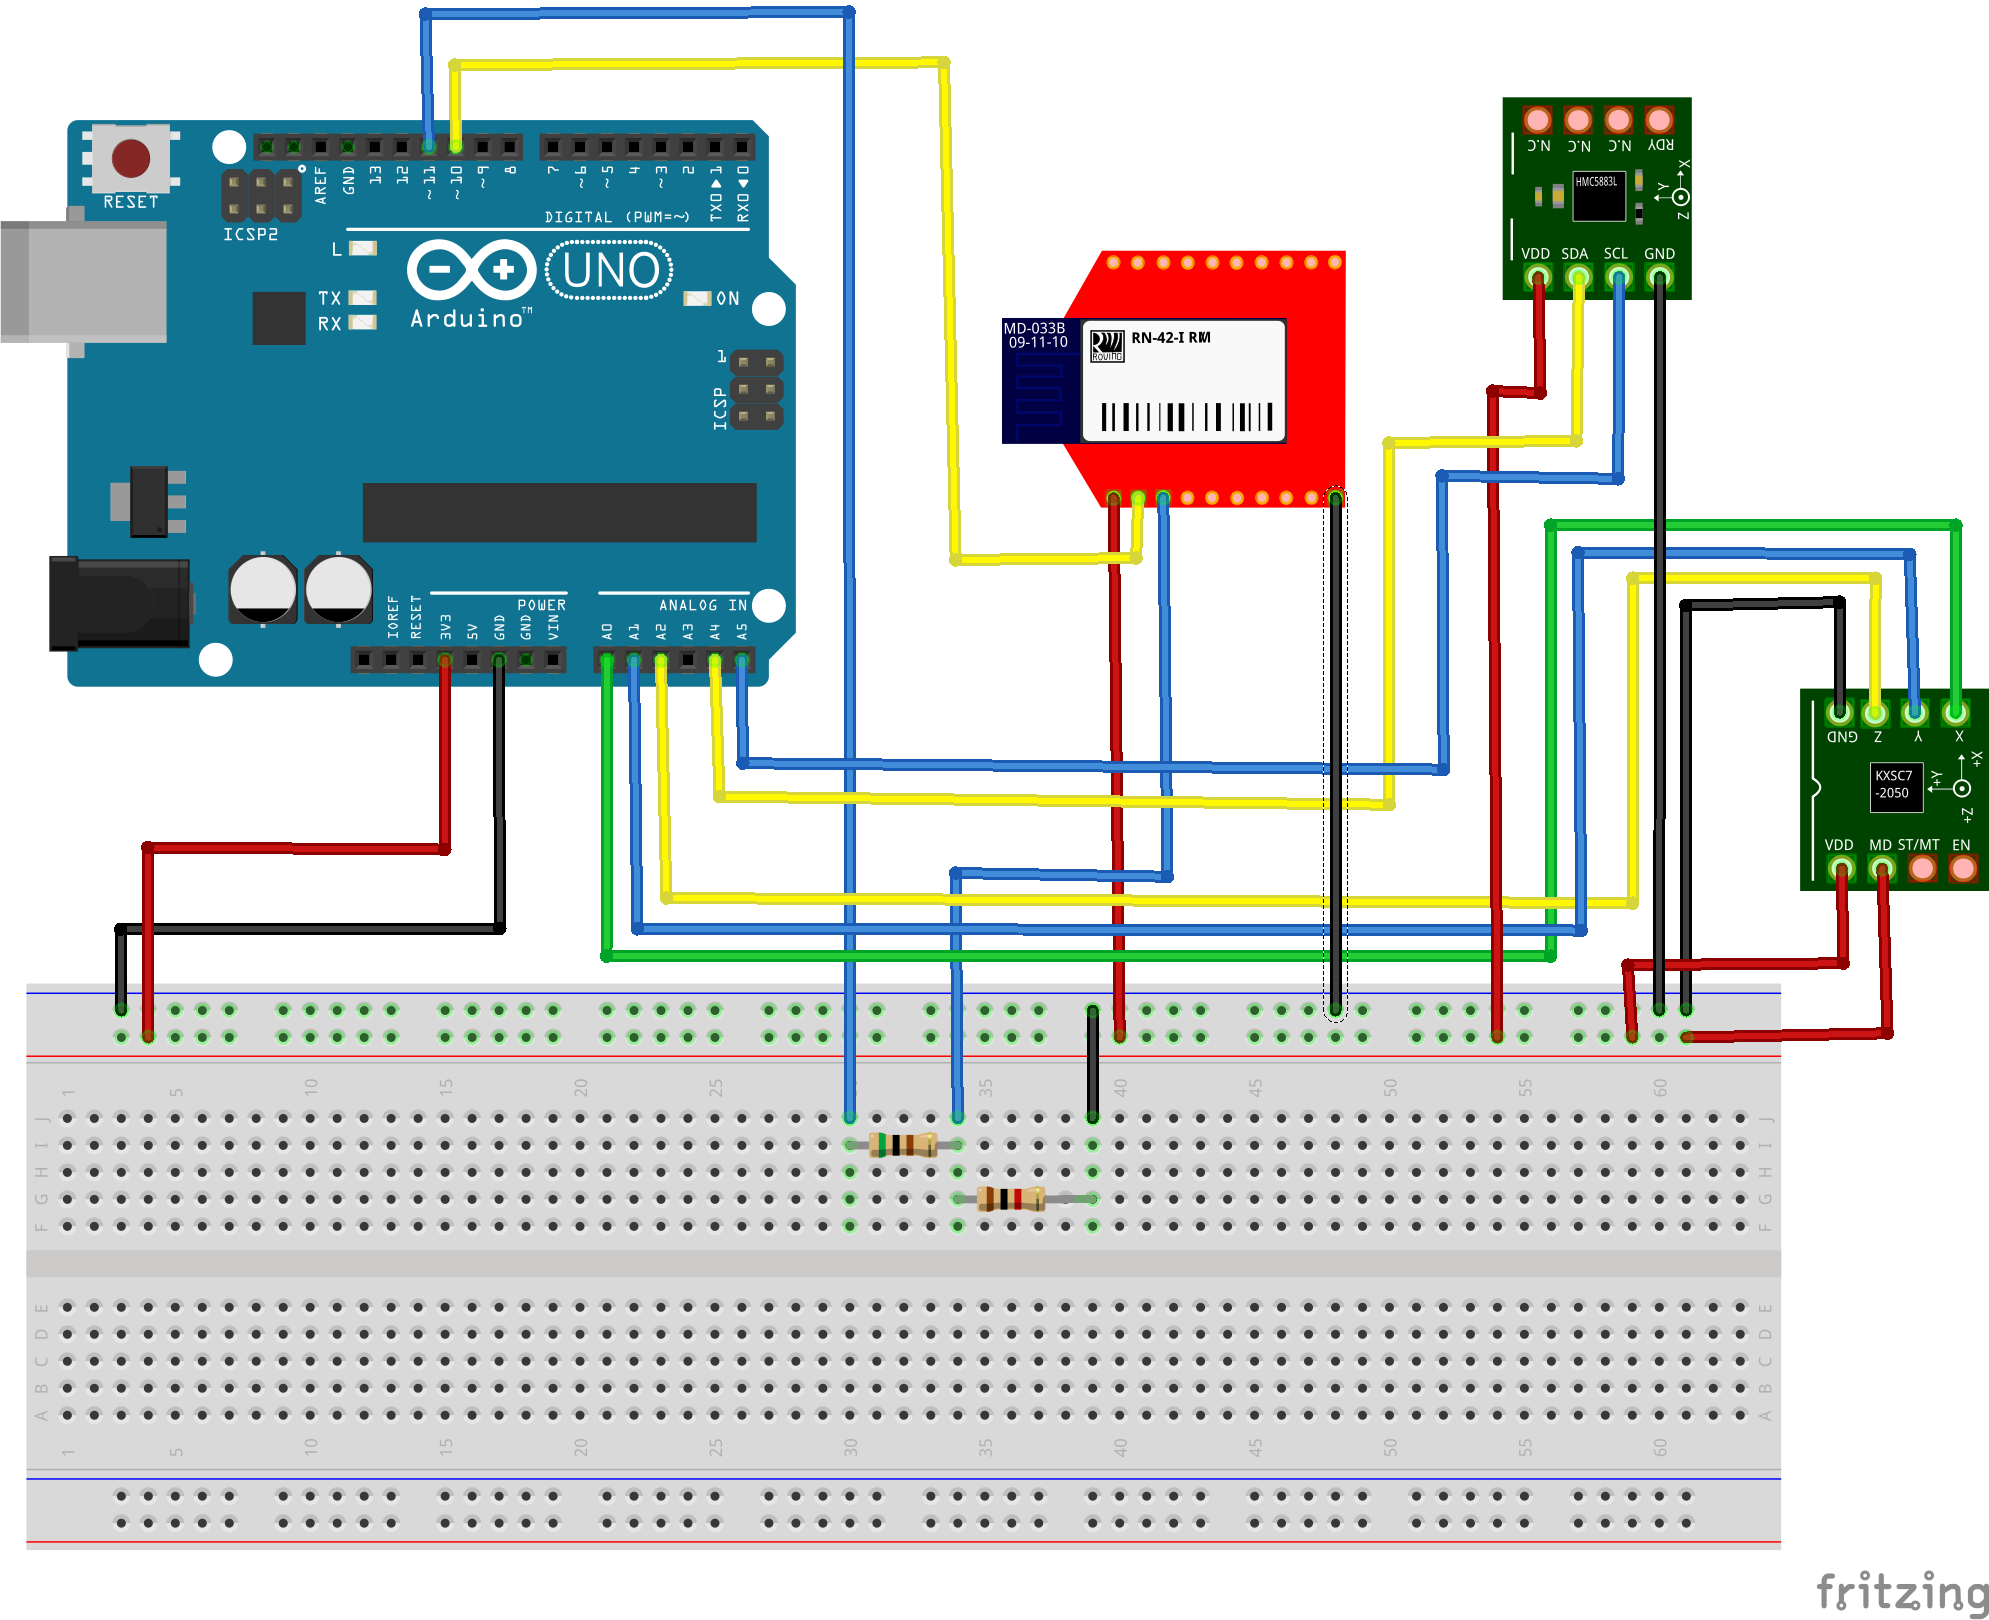 RESET
ICSP2
AREF
GND
13
12
~11
~10
~9
8
7
~6
~5
4
~3
2
TX0▶1
RX0◀0
DIGITAL (PWM=~)
L
TX
RX
UNO
Arduino™
ON
1
ICSP
IOREF
RESET
3V3
5V
GND
GND
VIN
POWER
ANALOG IN
A0
A1
A2
A3
A4
A5
MD-033B
09-11-10
ROVING
RN-42-I RM
N.C
N.C
N.C
RDY
HMC5883L
X
Y
Z
VDD SDA SCL GND
GND Z Y X
KXSC7
-2050
+X
+Y
+Z
VDD MD ST/MT EN
1 5 10 15 20 25 35 40 45 50 55 60
J J
I I
H H
G G
F F
E E
D D
C C
B B
A A
1 5 10 15 20 25 30 35 40 45 50 55 60
fritzing